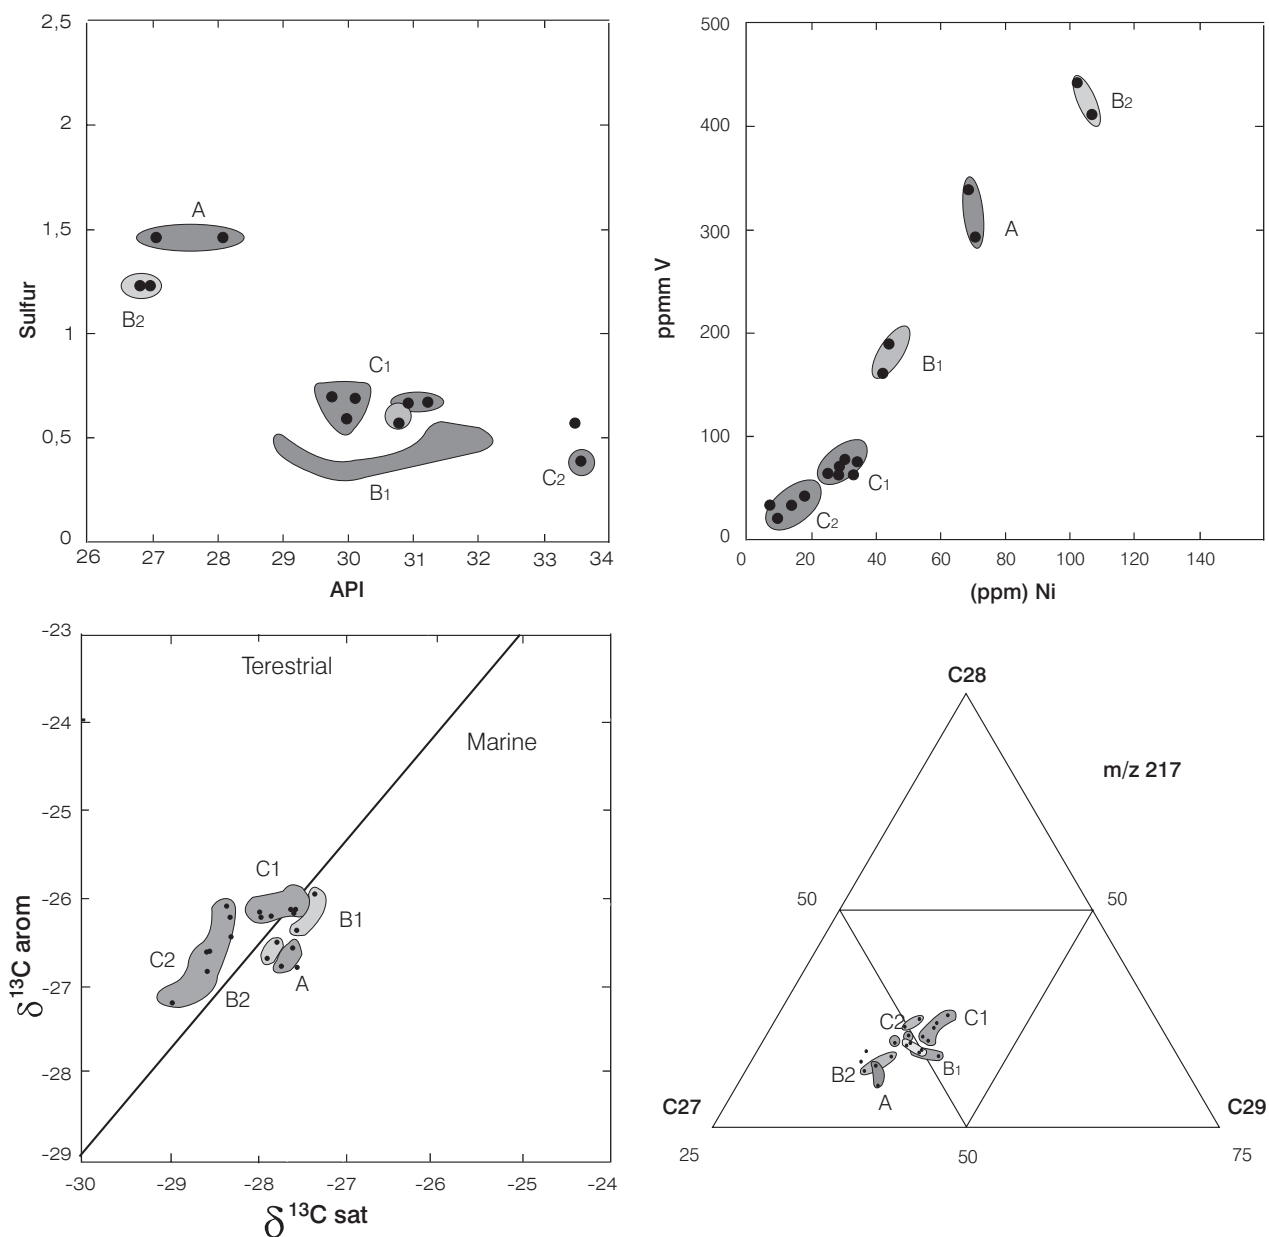 2,5
2
1,5
1
0,5
0
Sulfur
A
B2
C1
B1
C2
26 27 28 29 30 31 32 33 34
API
500
400
300
200
100
0
ppmm V
B2
A
B1
C1
C2
0 20 40 60 80 100 120 140
(ppm) Ni
-23
-24
-25
-26
-27
-28
-29
δ13C arom
Terestrial
Marine
C1
B1
C2
A
B2
-30 -29 -28 -27 -26 -25 -24
δ 13C sat
C28
m/z 217
50 50
C2 C1
B2 B1
A
C27 C29
25 50 75